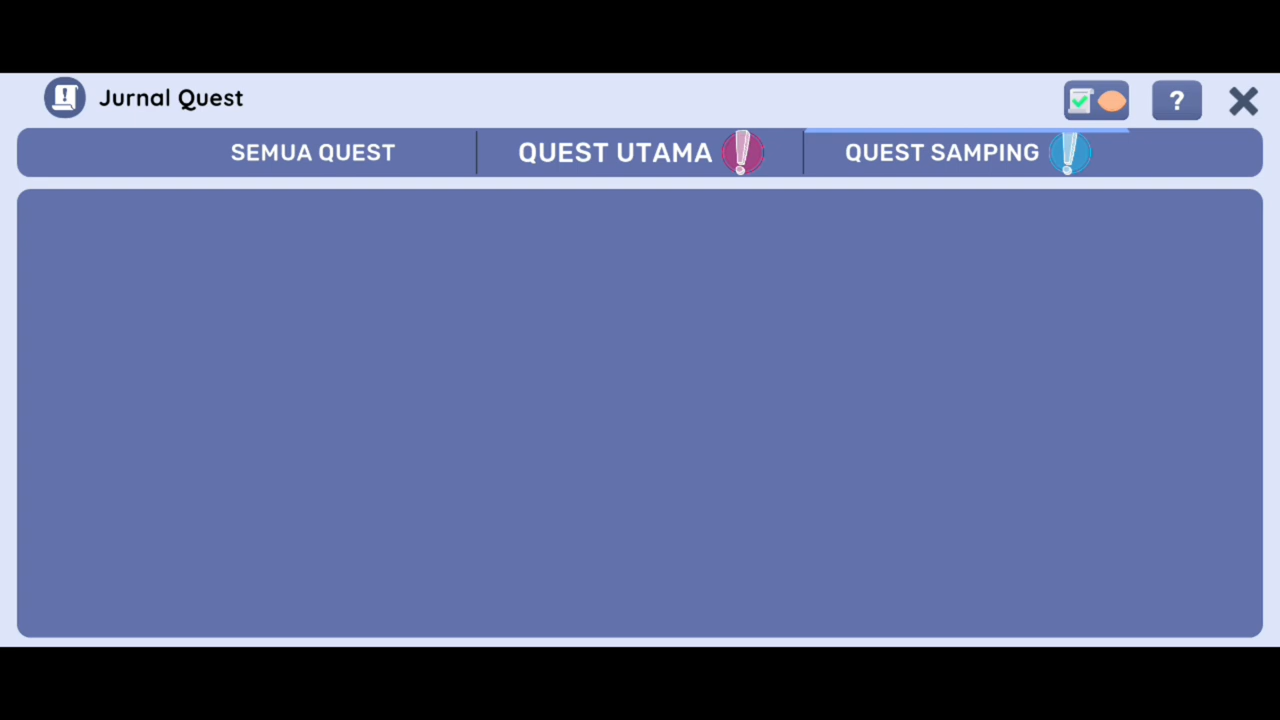 Jurnal Quest
?
SEMUA QUEST
QUEST UTAMA
QUEST SAMPING